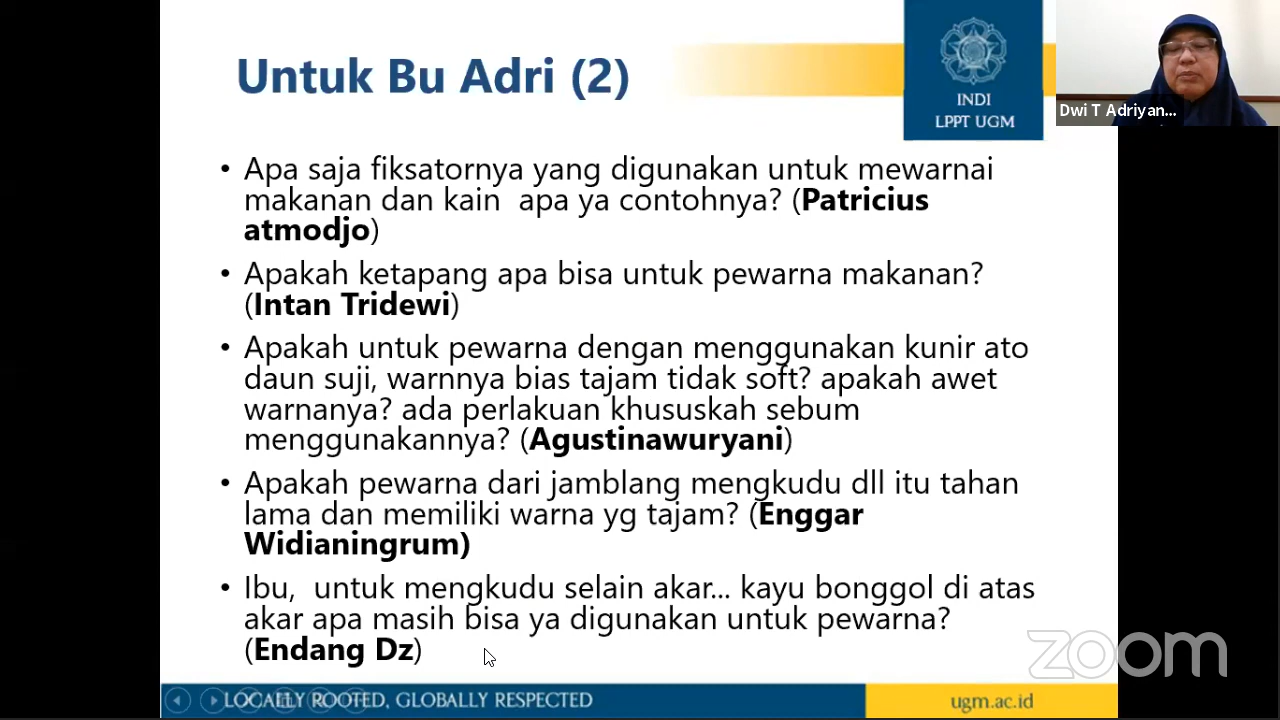 Untuk Bu Adri (2)
INDI
LPPT UGM
Dwi T Adriyan...
• Apa saja fiksatornya yang digunakan untuk mewarnai
makanan dan kain  apa ya contohnya? (Patricius
atmodjo)
• Apakah ketapang apa bisa untuk pewarna makanan?
(Intan Tridewi)
• Apakah untuk pewarna dengan menggunakan kunir ato
daun suji, warnnya bias tajam tidak soft? apakah awet
warnanya? ada perlakuan khususkah sebum
menggunakannya? (Agustinawuryani)
• Apakah pewarna dari jamblang mengkudu dll itu tahan
lama dan memiliki warna yg tajam? (Enggar
Widianingrum)
• Ibu,  untuk mengkudu selain akar... kayu bonggol di atas
akar apa masih bisa ya digunakan untuk pewarna?
(Endang Dz)
zoom
LOCALLY ROOTED, GLOBALLY RESPECTED
ugm.ac.id